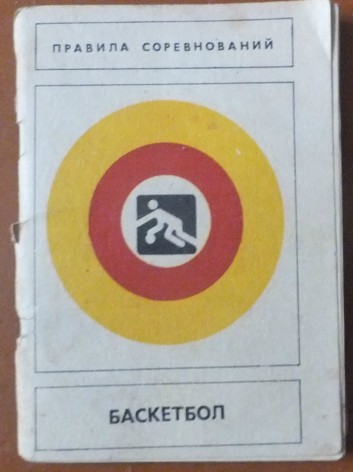 ПРАВИЛА СОРЕВНОВАНИЙ
БАСКЕТБОЛ